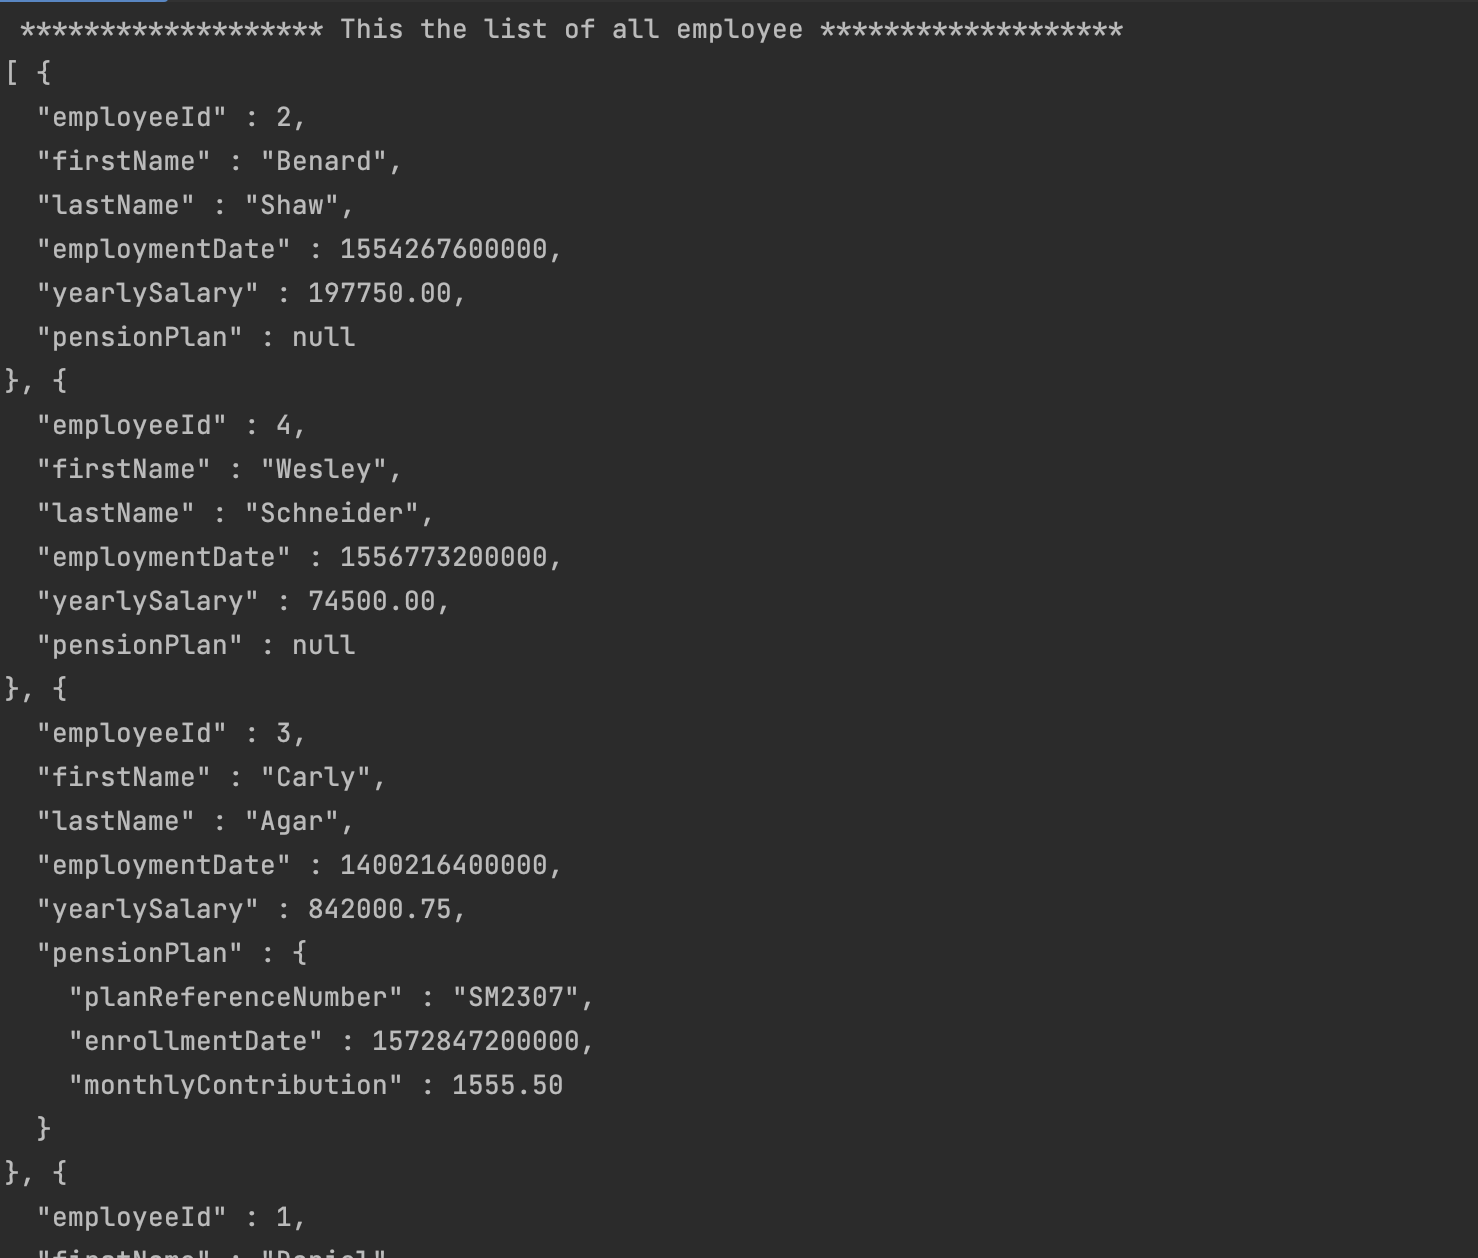 ******************* This the list of all employee *******************
[ {
  "employeeId" : 2,
  "firstName" : "Benard",
  "lastName" : "Shaw",
  "employmentDate" : 1554267600000,
  "yearlySalary" : 197750.00,
  "pensionPlan" : null
}, {
  "employeeId" : 4,
  "firstName" : "Wesley",
  "lastName" : "Schneider",
  "employmentDate" : 1556773200000,
  "yearlySalary" : 74500.00,
  "pensionPlan" : null
}, {
  "employeeId" : 3,
  "firstName" : "Carly",
  "lastName" : "Agar",
  "employmentDate" : 1400216400000,
  "yearlySalary" : 842000.75,
  "pensionPlan" : {
    "planReferenceNumber" : "SM2307",
    "enrollmentDate" : 1572847200000,
    "monthlyContribution" : 1555.50
  }
}, {
  "employeeId" : 1,
  "firstName" : "Daniel"